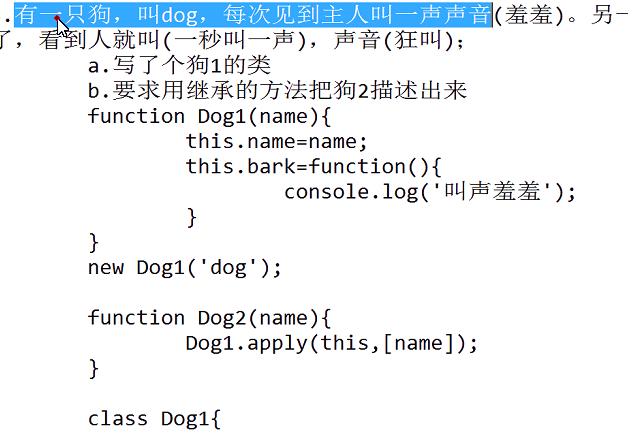 .有一只狗，叫dog，每次见到主人叫一声声音(羞羞)。另一
了，看到人就叫(一秒叫一声)，声音(狂叫);
a.写了个狗1的类
b.要求用继承的方法把狗2描述出来
function Dog1(name){
this.name=name;
this.bark=function(){
console.log('叫声羞羞');
}
}
new Dog1('dog');
function Dog2(name){
Dog1.apply(this,[name]);
}
class Dog1{